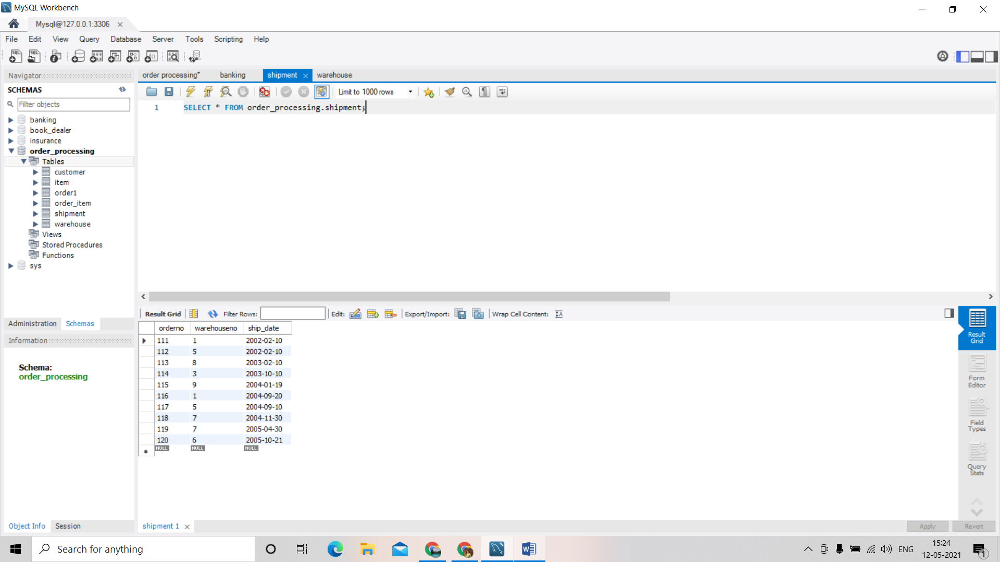 MySQL Workbench
Mysql@127.0.0.1:3306
File Edit View Query Database Server Tools Scripting Help
Navigator
SCHEMAS
Filter objects
banking
book_dealer
insurance
order_processing
Tables
customer
item
order1
order_item
shipment
warehouse
Views
Stored Procedures
Functions
sys
Administration Schemas
Information
Schema:
order_processing
Object Info Session
order processing* banking shipment warehouse
Limit to 1000 rows
1 SELECT * FROM order_processing.shipment;
Result Grid Filter Rows: Edit: Export/Import: Wrap Cell Content:
orderno warehouseno ship_date
111 1 2002-02-10
112 5 2002-02-10
113 8 2003-02-10
114 3 2003-10-10
115 9 2004-01-19
116 1 2004-09-20
117 5 2004-09-10
118 7 2004-11-30
119 7 2005-04-30
120 6 2005-10-21
NULL NULL NULL
Result
Grid
Form
Editor
Field
Types
Query
Stats
shipment 1
Apply Revert
Search for anything
ENG
15:24
12-05-2021
1